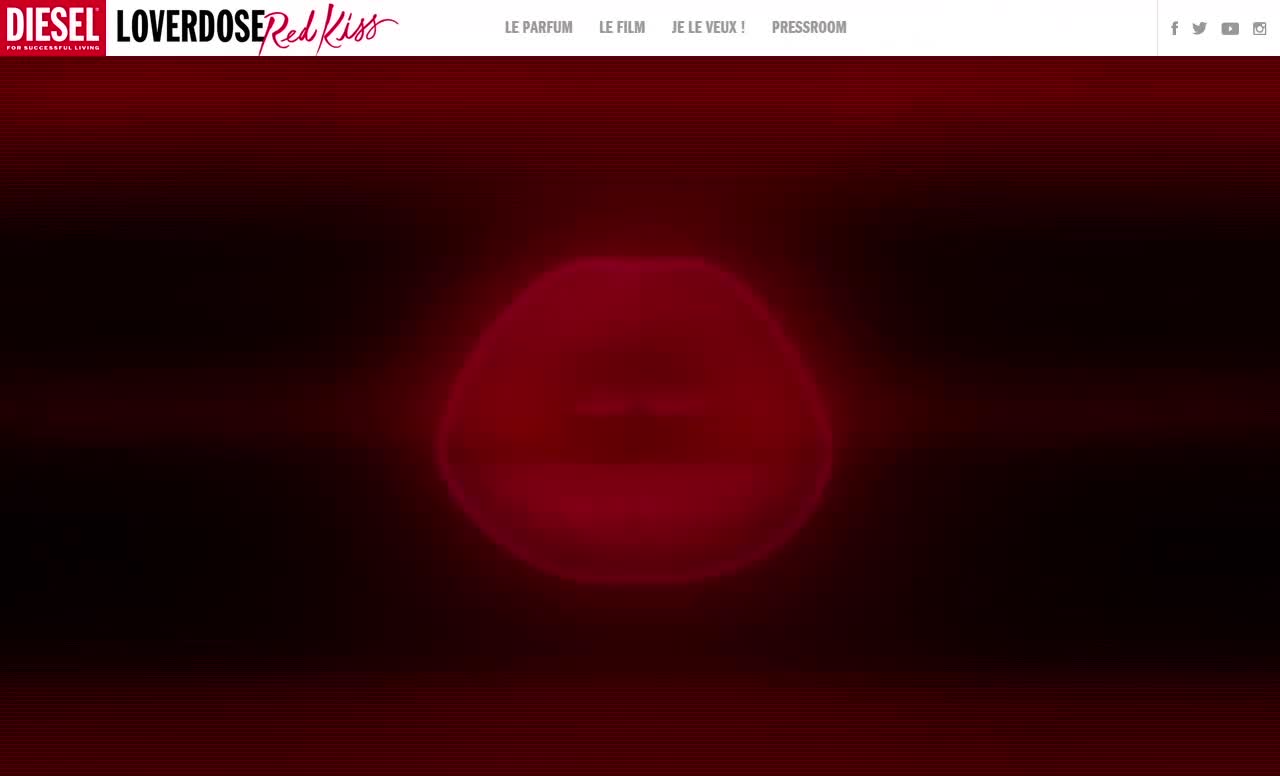 DIESEL
FOR SUCCESSFUL LIVING
LOVERDOSE Red Kiss
LE PARFUM LE FILM JE LE VEUX ! PRESSROOM